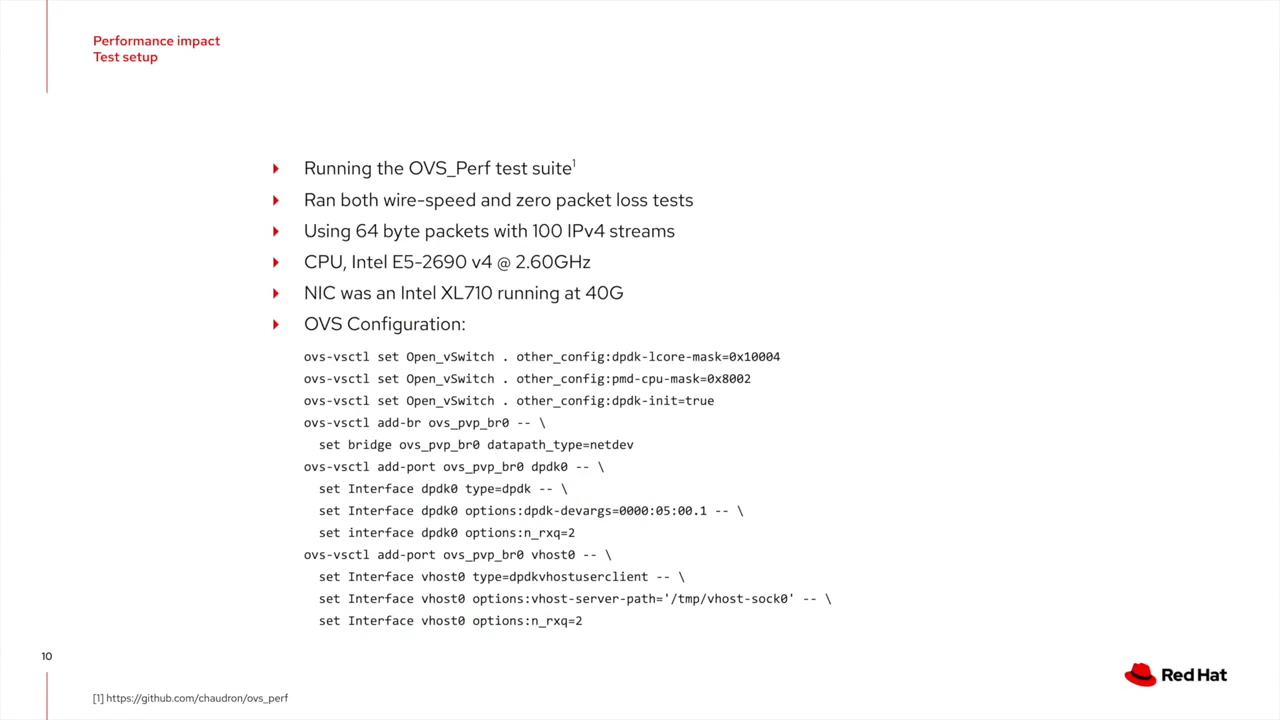 Performance impact
Test setup
Running the OVS_Perf test suite1
Ran both wire-speed and zero packet loss tests
Using 64 byte packets with 100 IPv4 streams
CPU, Intel E5-2690 v4 @ 2.60GHz
NIC was an Intel XL710 running at 40G
OVS Configuration:
ovs-vsctl set Open_vSwitch . other_config:dpdk-lcore-mask=0x10004
ovs-vsctl set Open_vSwitch . other_config:pmd-cpu-mask=0x8002
ovs-vsctl set Open_vSwitch . other_config:dpdk-init=true
ovs-vsctl add-br ovs_pvp_br0 -- \
set bridge ovs_pvp_br0 datapath_type=netdev
ovs-vsctl add-port ovs_pvp_br0 dpdk0 -- \
set Interface dpdk0 type=dpdk -- \
set Interface dpdk0 options:dpdk-devargs=0000:05:00.1 -- \
set interface dpdk0 options:n_rxq=2
ovs-vsctl add-port ovs_pvp_br0 vhost0 -- \
set Interface vhost0 type=dpdkvhostuserclient -- \
set Interface vhost0 options:vhost-server-path='/tmp/vhost-sock0' -- \
set Interface vhost0 options:n_rxq=2
10
Red Hat
[1] https://github.com/chaudron/ovs_perf